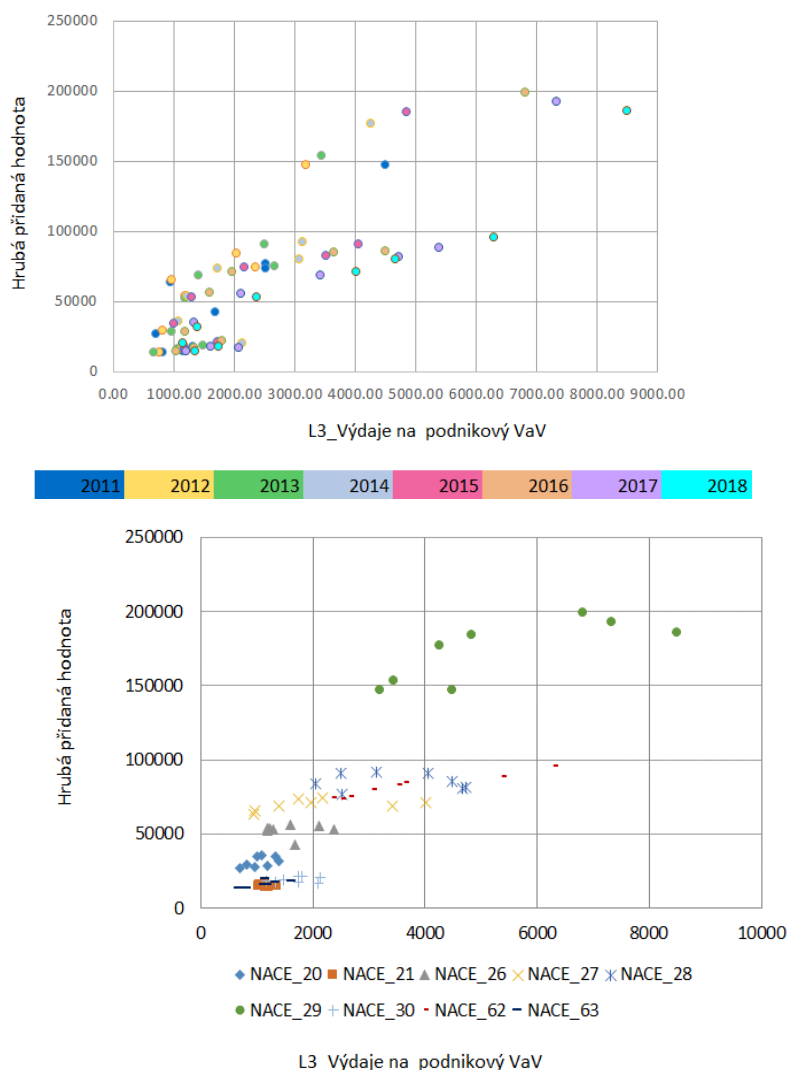 250000
200000
150000
100000
50000
0
Hrubá přidaná hodnota
0.00 1000.00 2000.00 3000.00 4000.00 5000.00 6000.00 7000.00 8000.00 9000.00
L3_Výdaje na podnikový VaV
2011 2012 2013 2014 2015 2016 2017 2018
250000
200000
150000
100000
50000
0
Hrubá přidaná hodnota
0 2000 4000 6000 8000 10000
NACE_20 NACE_21 NACE_26 NACE_27 NACE_28
NACE_29 NACE_30 NACE_62 NACE_63
L3_Výdaje na podnikový VaV